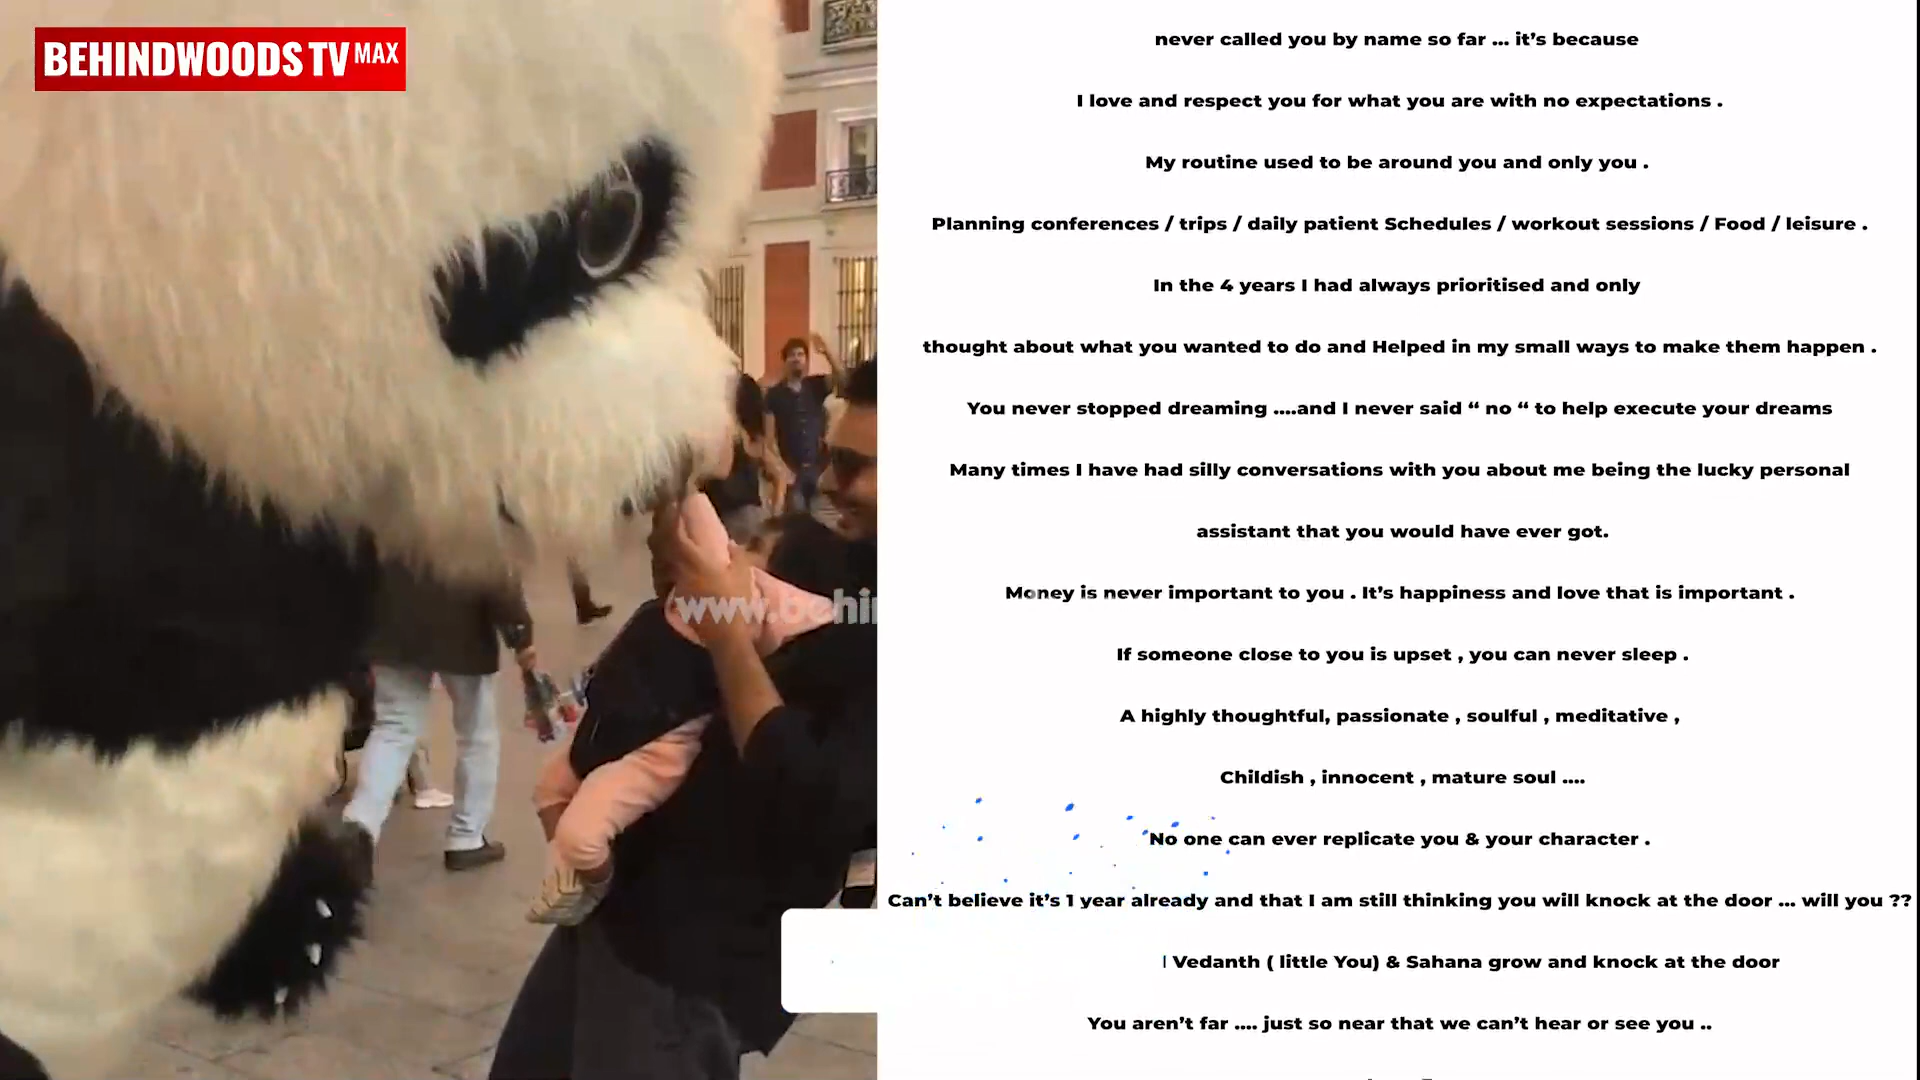 BEHINDWOODS TV MAX
never called you by name so far ... it's because
I love and respect you for what you are with no expectations .
My routine used to be around you and only you .
Planning conferences / trips / daily patient Schedules / workout sessions / Food / leisure .
In the 4 years I had always prioritised and only
thought about what you wanted to do and Helped in my small ways to make them happen .
You never stopped dreaming ....and I never said “ no “ to help execute your dreams
Many times I have had silly conversations with you about me being the lucky personal
assistant that you would have ever got.
Money is never important to you . It’s happiness and love that is important .
If someone close to you is upset , you can never sleep .
A highly thoughtful, passionate , soulful , meditative ,
Childish , innocent , mature soul ....
No one can ever replicate you & your character .
Can’t believe it’s 1 year already and that I am still thinking you will knock at the door ... will you ??
Vedanth ( little You) & Sahana grow and knock at the door
You aren’t far .... just so near that we can’t hear or see you ..
www.behin